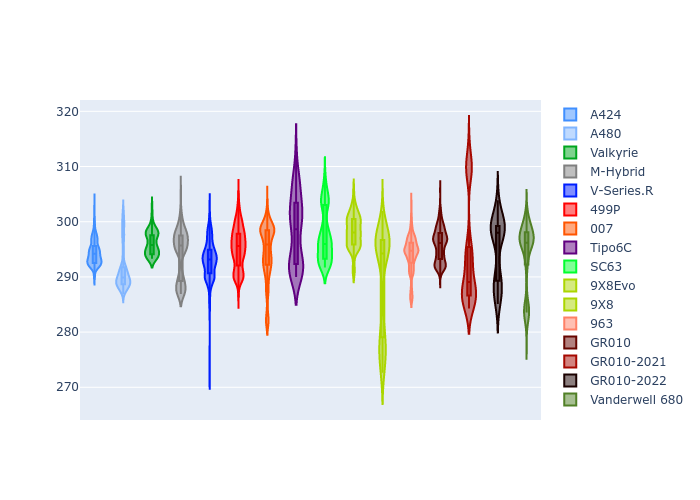 320
310
300
290
280
270
A424
A480
Valkyrie
M-Hybrid
V-Series.R
499P
007
Tipo6C
SC63
9X8Evo
9X8
963
GR010
GR010-2021
GR010-2022
Vanderwell 680